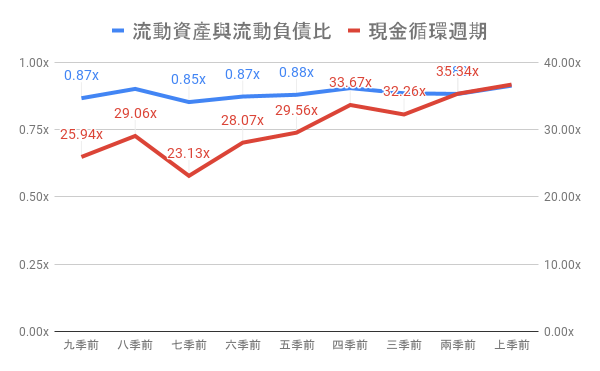 流動資產與流動負債比 現金循環週期
1.00x 40.00x
0.87x 0.85x 0.87x 0.88x 35.34x
33.67x 32.26x
29.06x 28.07x 29.56x
0.75x 30.00x
25.94x 23.13x
0.50x 20.00x
0.25x 10.00x
0.00x 0.00x
九季前 八季前 七季前 六季前 五季前 四季前 三季前 兩季前 上季前